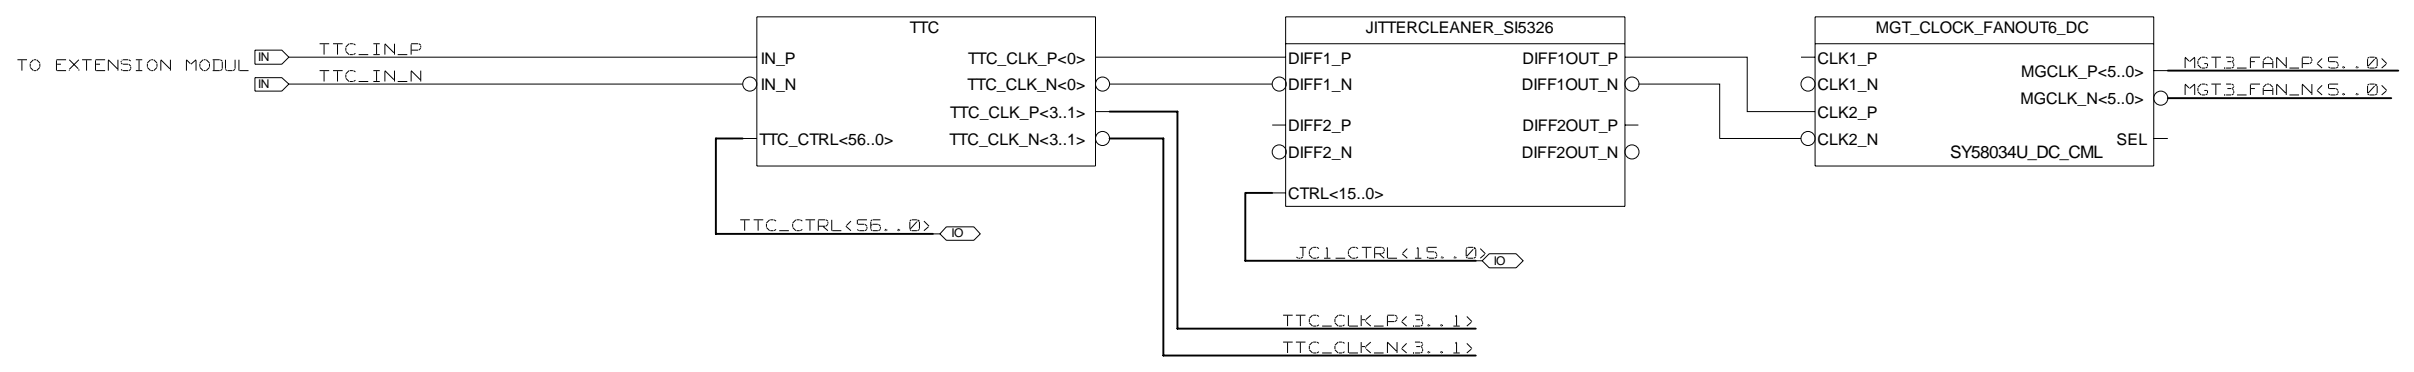 TO EXTENSION MODUL
IN
TTC_IN_P
IN
TTC_IN_N
TTC
IN_P
IN_N
TTC_CTRL<56..0>
TTC_CLK_P<0>
TTC_CLK_N<0>
TTC_CLK_P<3..1>
TTC_CLK_N<3..1>
TTC_CTRL<56..0>
IO
JITTERCLEANER_SI5326
DIFF1_P
DIFF1_N
DIFF2_P
DIFF2_N
CTRL<15..0>
DIFF1OUT_P
DIFF1OUT_N
DIFF2OUT_P
DIFF2OUT_N
JC1_CTRL<15..0>
IO
TTC_CLK_P<3..1>
TTC_CLK_N<3..1>
MGT_CLOCK_FANOUT6_DC
CLK1_P
CLK1_N
CLK2_P
CLK2_N
MGCLK_P<5..0>
MGCLK_N<5..0>
SEL
SY58034U_DC_CML
MGT3_FAN_P<5..0>
MGT3_FAN_N<5..0>